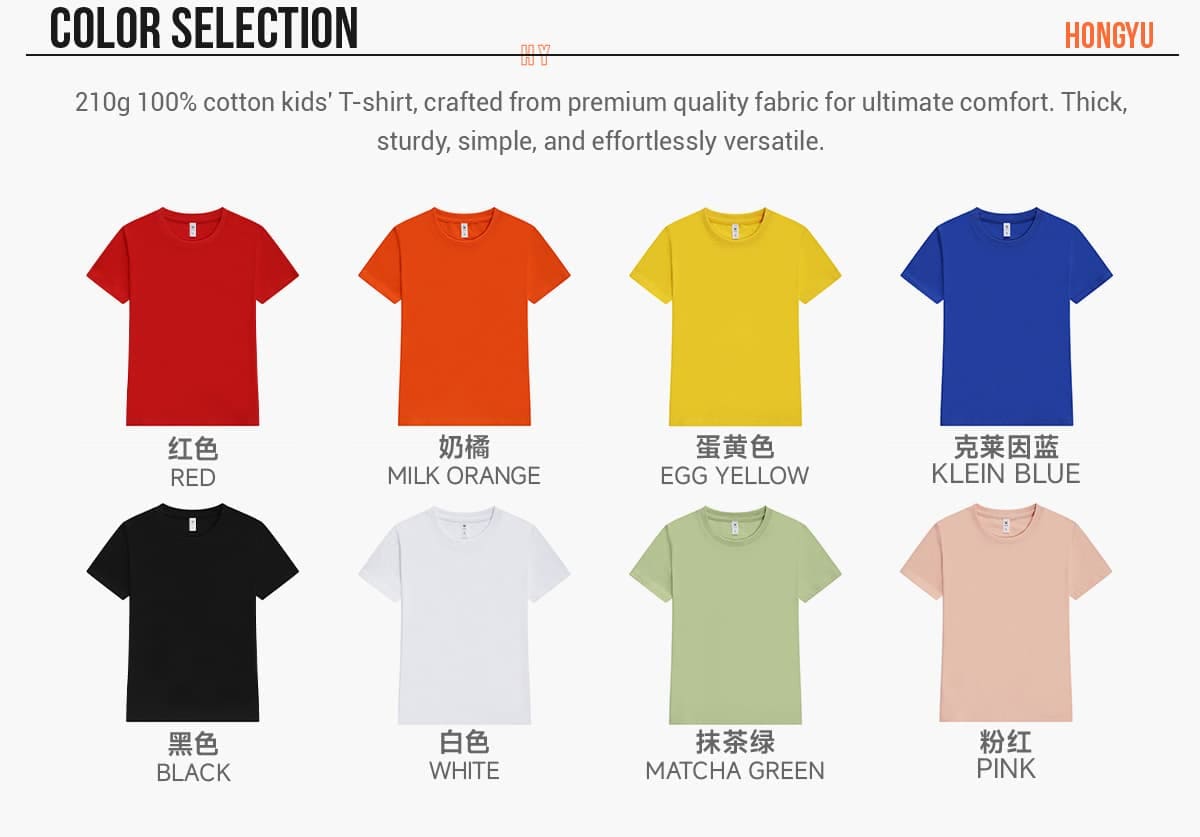 COLOR SELECTION
HONGYU
HY
210g 100% cotton kids' T-shirt, crafted from premium quality fabric for ultimate comfort. Thick,
sturdy, simple, and effortlessly versatile.
红色
RED
奶橘
MILK ORANGE
蛋黄色
EGG YELLOW
克莱因蓝
KLEIN BLUE
黑色
BLACK
白色
WHITE
抹茶绿
MATCHA GREEN
粉红
PINK